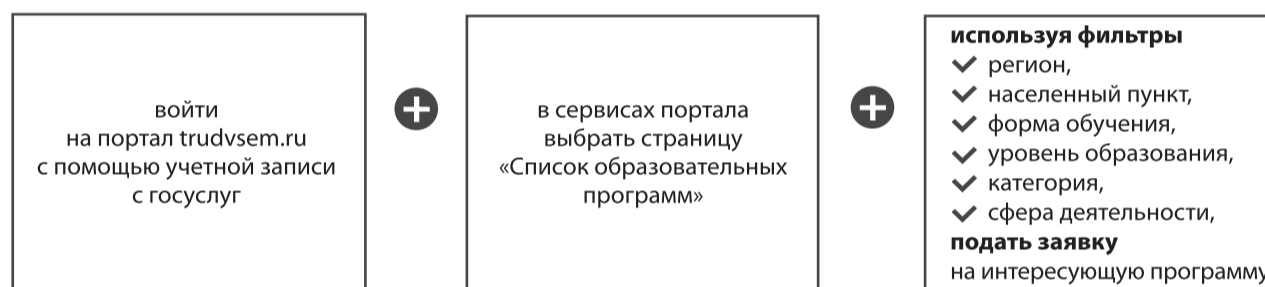 войти
на портал trudvsem.ru
с помощью учетной записи
с госуслуг
в сервисах портала
выбрать страницу
«Список образовательных
программ»
используя фильтры
регион,
населенный пункт,
форма обучения,
уровень образования,
категория,
сфера деятельности,
подать заявку
на интересующую программу